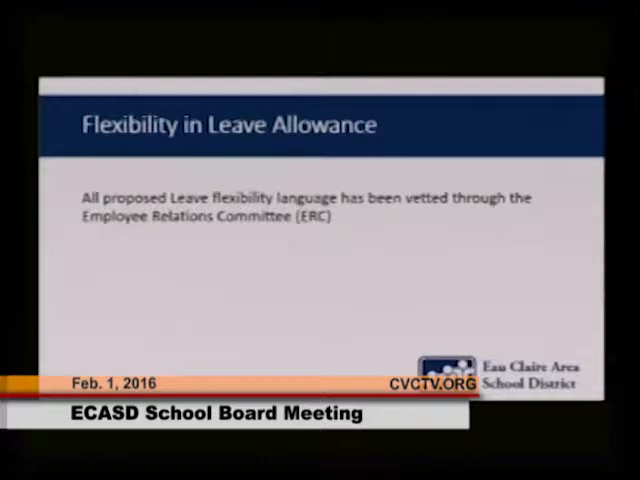 Flexibility in Leave Allowance
All proposed Leave flexibility language has been vetted through the
Employee Relations Committee (ERC)
Eau Claire Area
School District
Feb. 1, 2016
CVCTV.ORG
ECASD School Board Meeting